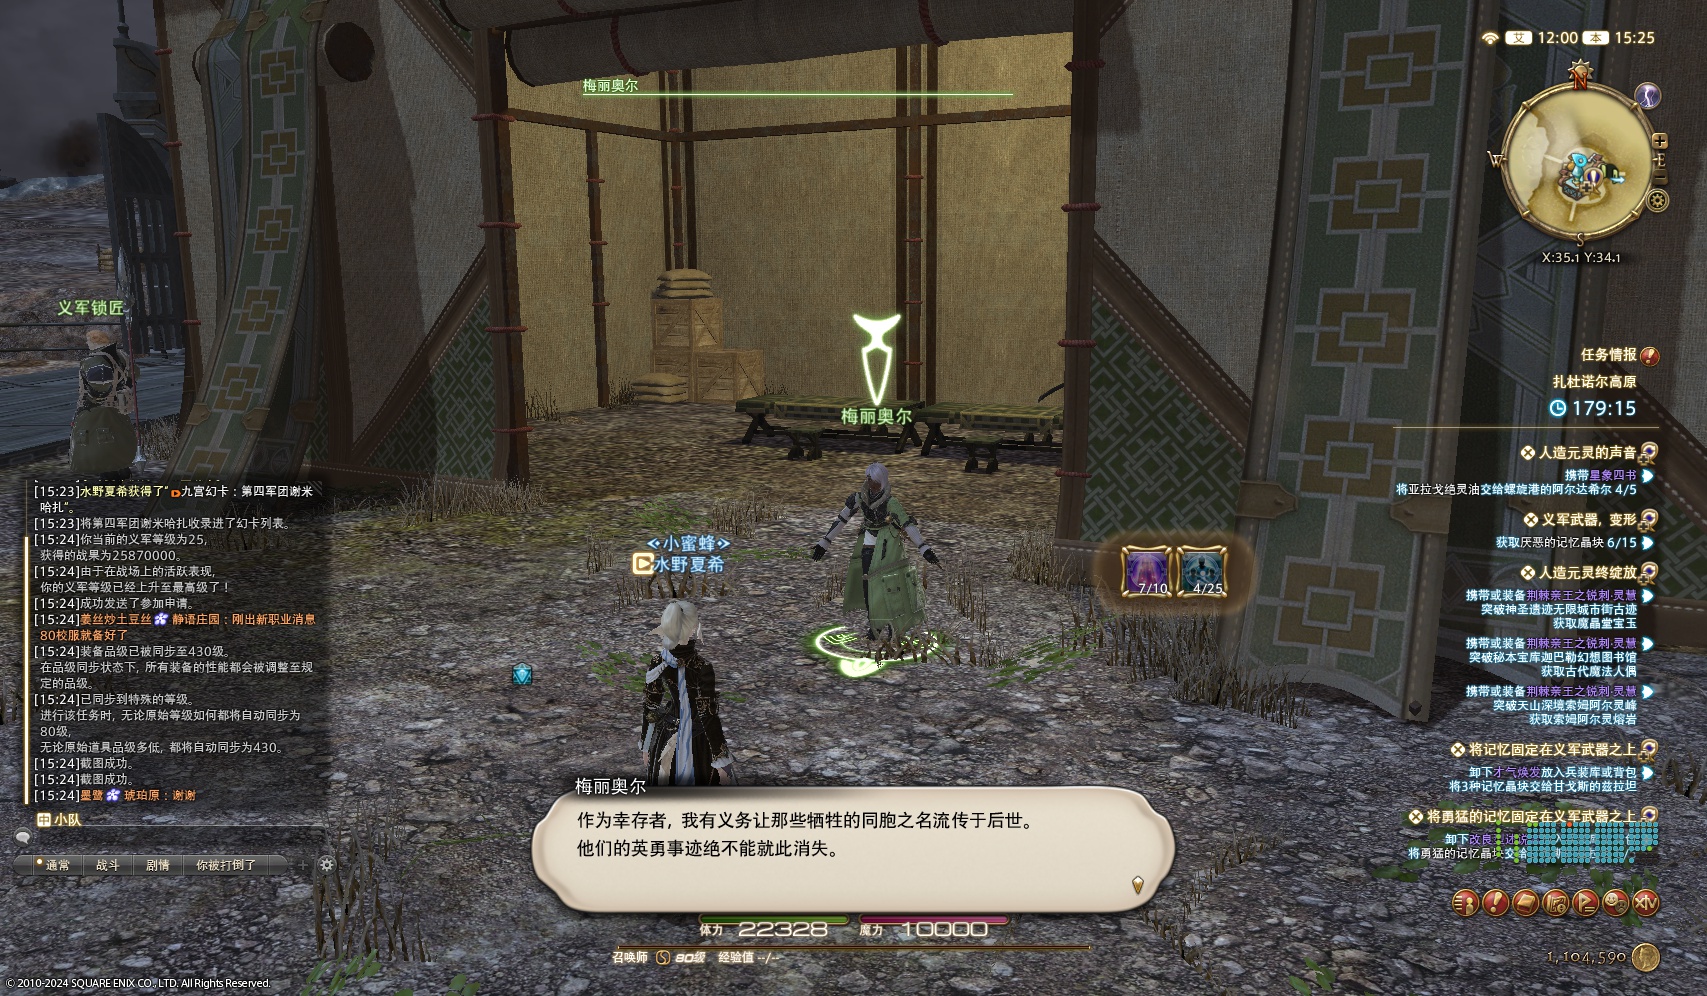 艾 12:00 本 15:25
梅丽奥尔
N
W
E
S
X:35.1 Y:34.1
义军锁匠
任务情报
扎杜诺尔高原
179:15
人造元灵的声音
携带星象四书
将亚拉戈绝灵油交给螺旋港的阿尔达希尔 4/5
义军武器，变形
获取厌恶的记忆晶块 6/15
人造元灵终绽放
携带或装备荆棘亲王之锐刺·灵慧
突破神圣遗迹无限城市街古迹
获取魔晶堂宝玉
携带或装备荆棘亲王之锐刺·灵慧
突破秘本宝库迦巴勒幻想图书馆
获取古代魔法人偶
携带或装备荆棘亲王之锐刺·灵慧
突破天山深境索姆阿尔灵峰
获取索姆阿尔灵熔岩
将记忆固定在义军武器之上
卸下才气焕发放入兵装库或背包
将3种记忆晶块交给甘戈斯的兹拉坦
将勇猛的记忆固定在义军武器之上
卸下改良
将勇猛的记忆晶块交给
梅丽奥尔
小蜜蜂
水野夏希
7/10
4/25
[15:23]水野夏希获得了“九宫幻卡：第四军团谢米
哈扎”。
[15:23]将第四军团谢米哈扎收录进了幻卡列表。
[15:24]你当前的义军等级为25，
获得的战果为25870000。
[15:24]由于在战场上的活跃表现，
你的义军等级已经上升至最高级了！
[15:24]成功发送了参加申请。
[15:24]姜丝炒土豆丝 静语庄园：刚出新职业消息
80校服就备好了
[15:24]装备品级已被同步至430级。
在品级同步状态下，所有装备的性能都会被调整至规
定的品级。
[15:24]已同步到特殊的等级。
进行该任务时，无论原始等级如何都将自动同步为
80级，
无论原始道具品级多低，都将自动同步为430。
[15:24]截图成功。
[15:24]截图成功。
[15:24]墨鹭 琥珀原：谢谢
小队
通常 战斗 剧情 你被打倒了
梅丽奥尔
作为幸存者，我有义务让那些牺牲的同胞之名流传于后世。
他们的英勇事迹绝不能就此消失。
体力 22328 魔力 10000
召唤师 80级 经验值 --/--
XIV
1,104,590
© 2010-2024 SQUARE ENIX CO., LTD. All Rights Reserved.